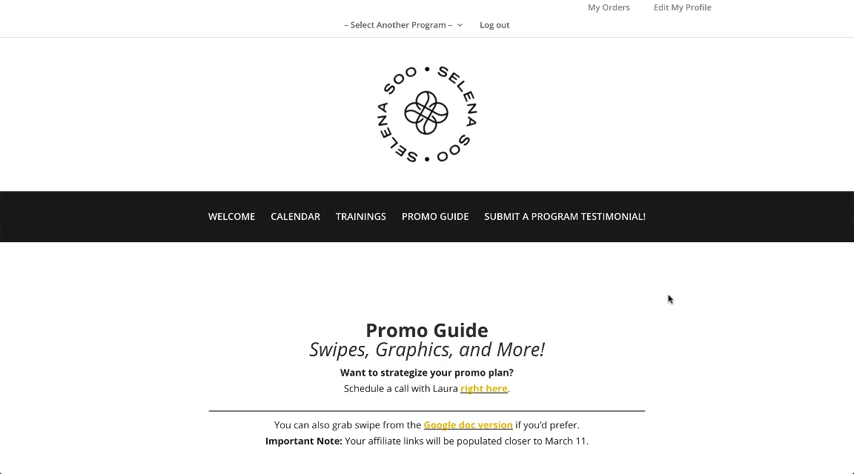 My Orders Edit My Profile
– Select Another Program – Log out
SELENA SOO • SELENA SOO •
WELCOME CALENDAR TRAININGS PROMO GUIDE SUBMIT A PROGRAM TESTIMONIAL!
Promo Guide
Swipes, Graphics, and More!
Want to strategize your promo plan?
Schedule a call with Laura right here.
You can also grab swipe from the Google doc version if you'd prefer.
Important Note: Your affiliate links will be populated closer to March 11.